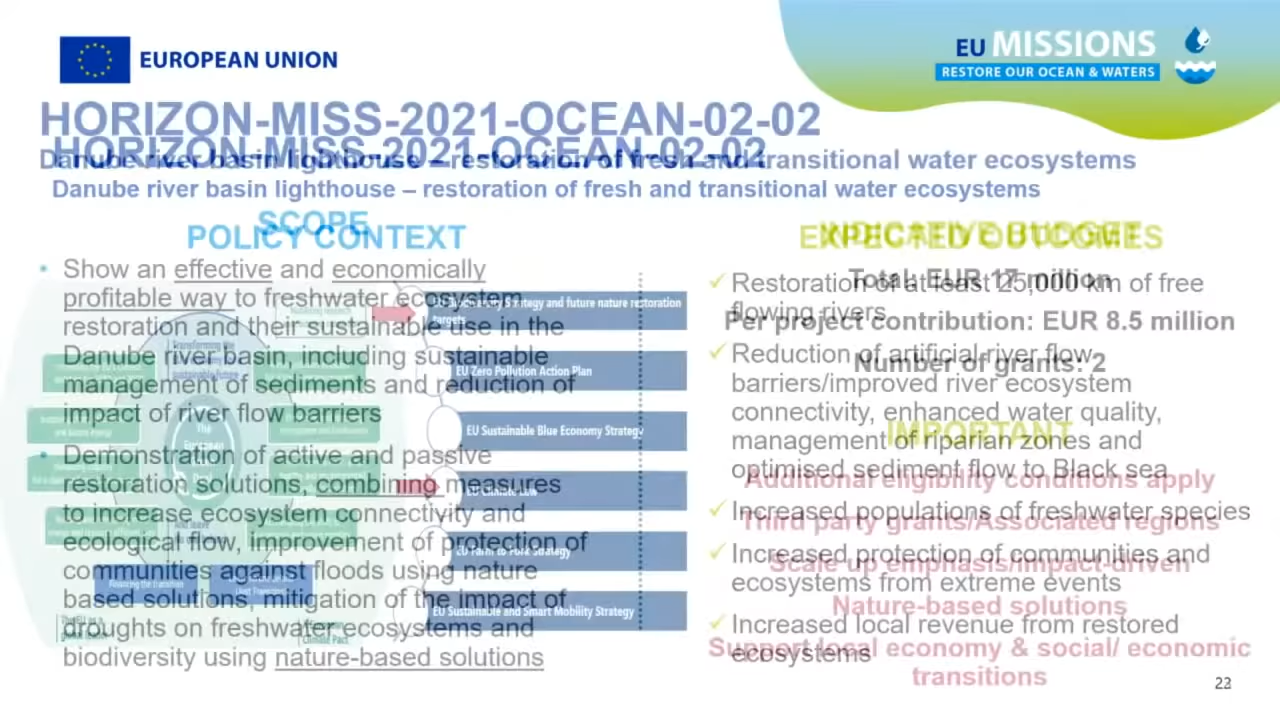 EUROPEAN UNION
EU MISSIONS
RESTORE OUR OCEAN & WATERS
HORIZON-MISS-2021-OCEAN-02-02
Danube river basin lighthouse – restoration of fresh and transitional water ecosystems
HORIZON-MISS-2021-OCEAN-02-02
Danube river basin lighthouse – restoration of fresh and transitional water ecosystems
SCOPE
POLICY CONTEXT
• Show an effective and economically
profitable way to freshwater ecosystem
restoration and their sustainable use in the
Danube river basin, including sustainable
management of sediments and reduction of
impact of river flow barriers
• Demonstration of active and passive
restoration solutions, combining measures
to increase ecosystem connectivity and
ecological flow, improvement of protection of
communities against floods using nature
based solutions, mitigation of the impact of
droughts on freshwater ecosystems and
biodiversity using nature-based solutions
Transforming the
sustainable future
The
European
Financing the transition
Climate Pact
EU Biodiversity Strategy and future nature restoration
targets
EU Zero Pollution Action Plan
EU Sustainable Blue Economy Strategy
EU Climate Law
EU Farm to Fork Strategy
EU Sustainable and Smart Mobility Strategy
EXPECTED OUTCOMES
✓ Restoration of at least 25,000 km of free
flowing rivers
✓ Reduction of artificial river flow
barriers/improved river ecosystem
connectivity, enhanced water quality,
management of riparian zones and
optimised sediment flow to Black sea
✓ Increased populations of freshwater species
✓ Increased protection of communities and
ecosystems from extreme events
✓ Increased local revenue from restored
ecosystems
INDICATIVE BUDGET
Total: EUR 17 million
Per project contribution: EUR 8.5 million
Number of grants: 2
IMPORTANT
Additional eligibility conditions apply
Third party grants/Associated regions
Scale up emphasis/impact-driven
Nature-based solutions
Support local economy & social/ economic
transitions